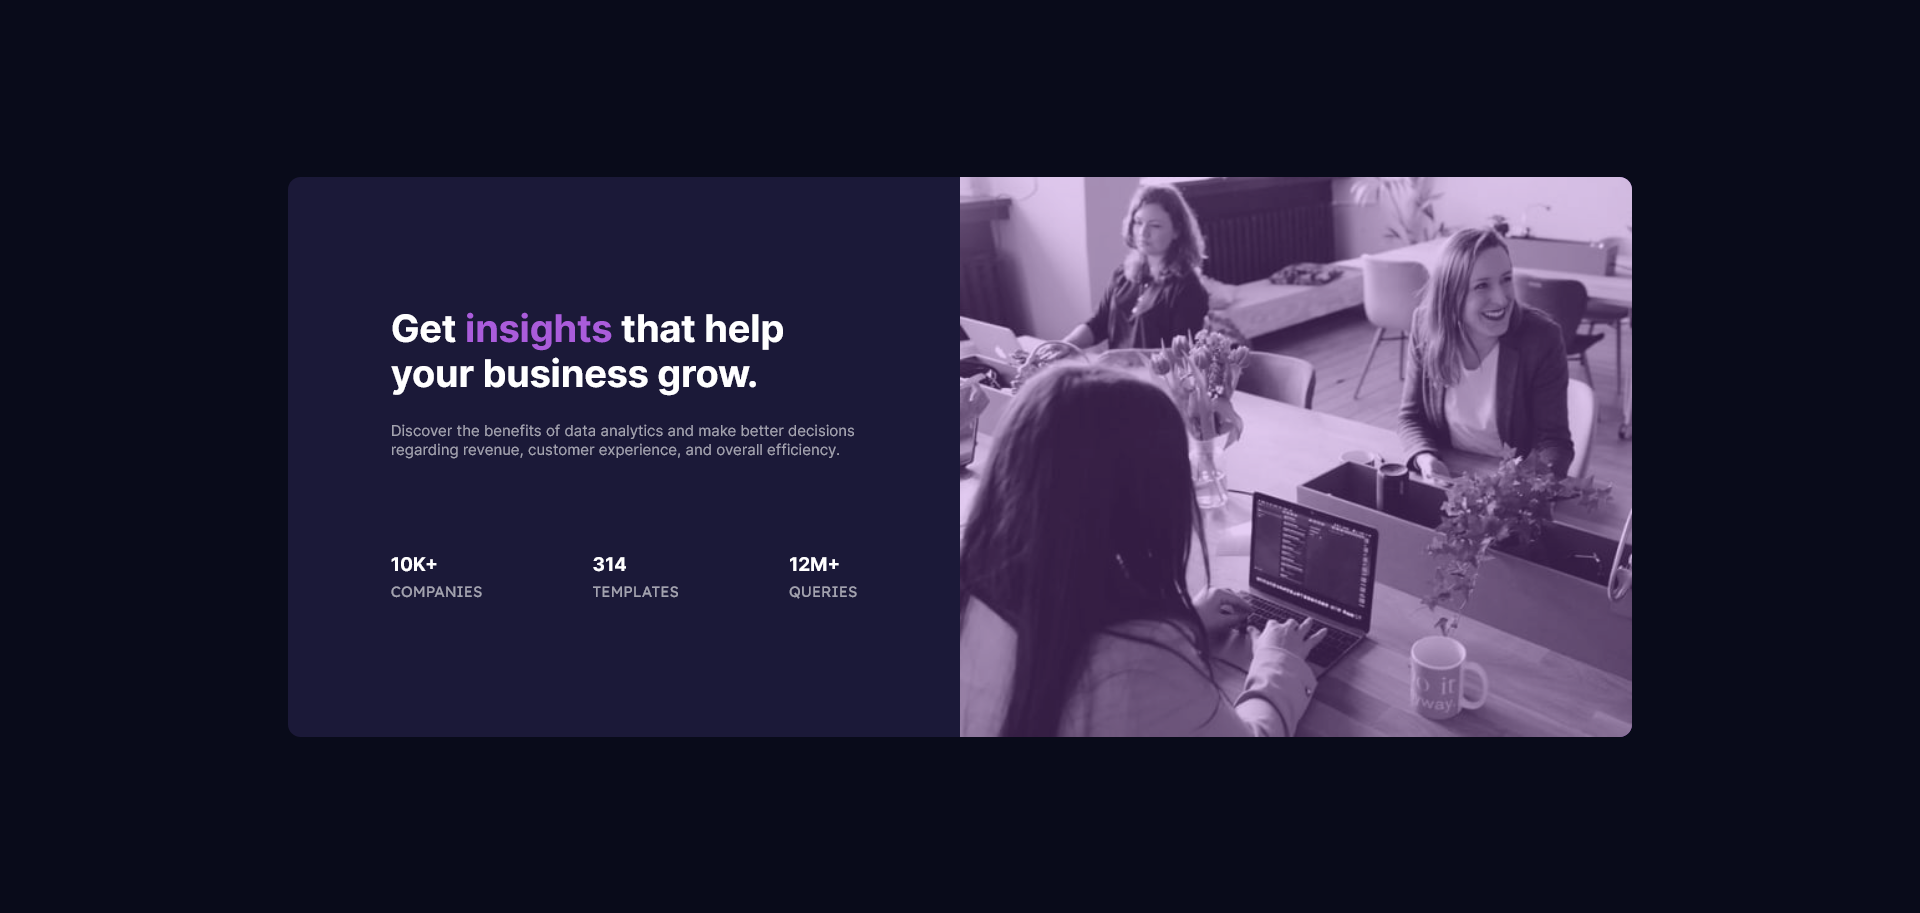 Get insights that help
your business grow.
Discover the benefits of data analytics and make better decisions
regarding revenue, customer experience, and overall efficiency.
10K+ 314 12M+
COMPANIES TEMPLATES QUERIES
it
way